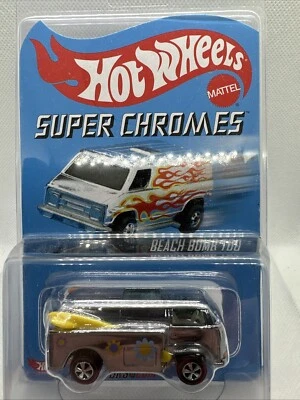 HOT WHEELS
MATTEL
SUPER CHROMES
BEACH BOMB TOO